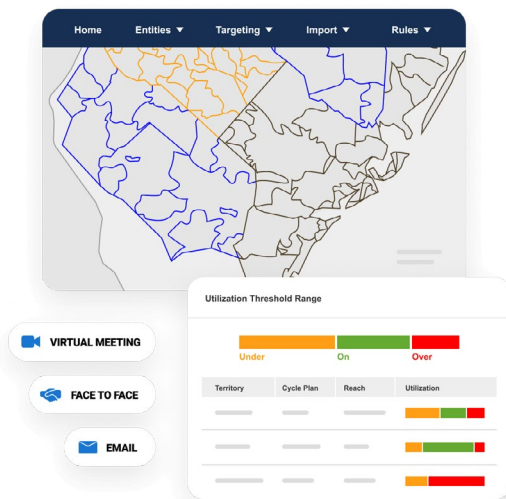 Home Entities ▼ Targeting ▼ Import ▼ Rules ▼
Utilization Threshold Range
Under On Over
Territory Cycle Plan Reach Utilization
VIRTUAL MEETING
FACE TO FACE
EMAIL